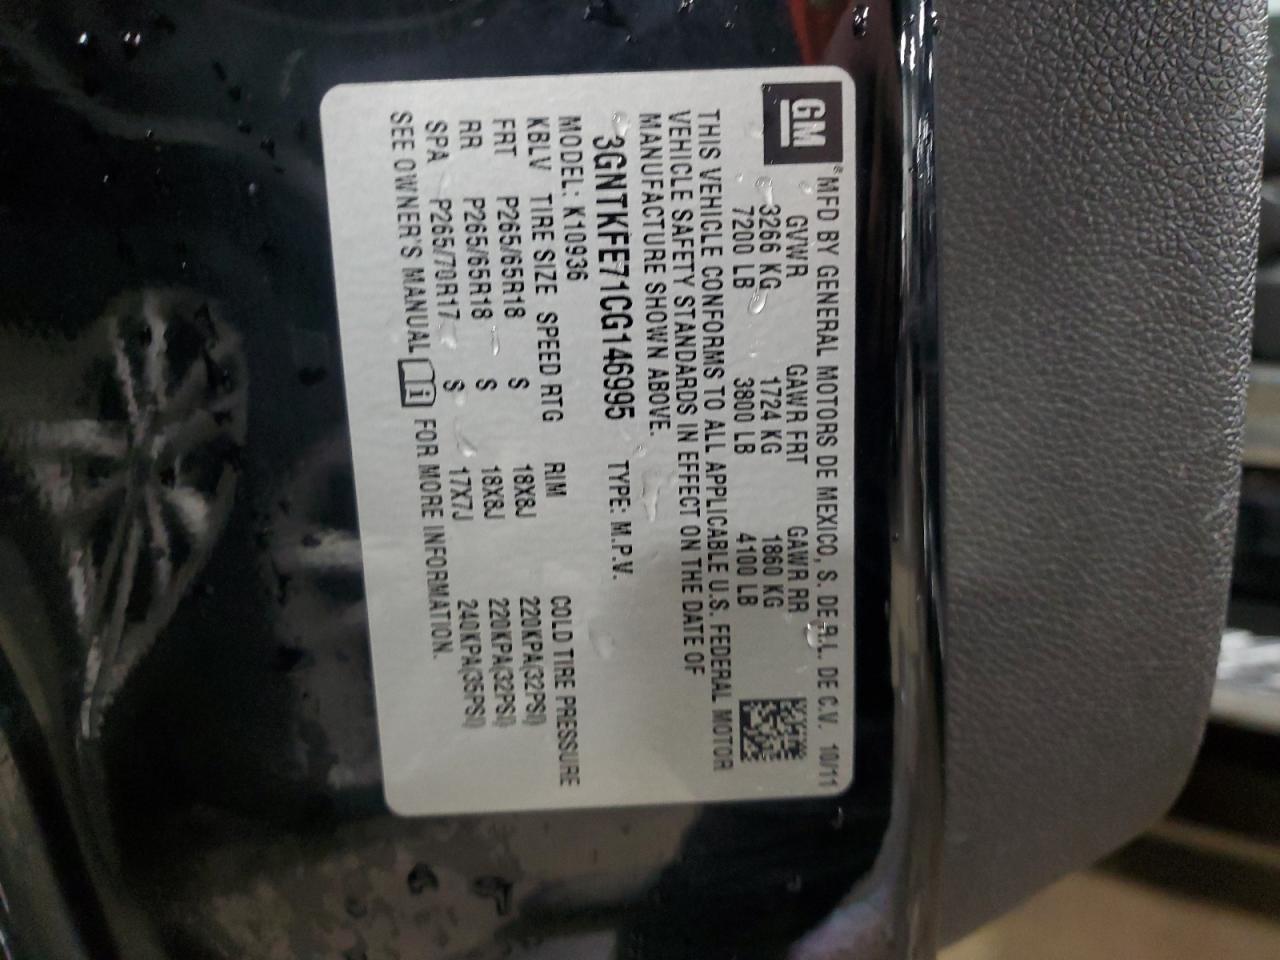 GM ® MFD BY GENERAL MOTORS DE MEXICO, S. DE R.L. DE C.V. 10/11
GVWR GAWR FRT GAWR RR
3266 KG 1724 KG 1860 KG
7200 LB 3800 LB 4100 LB
THIS VEHICLE CONFORMS TO ALL APPLICABLE U.S. FEDERAL MOTOR
VEHICLE SAFETY STANDARDS IN EFFECT ON THE DATE OF
MANUFACTURE SHOWN ABOVE.
3GNTKFE71CG146995 TYPE: M.P.V.
MODEL: K10936
KBLV TIRE SIZE SPEED RTG RIM COLD TIRE PRESSURE
FRT P265/65R18 S 18X8J 220KPA(32PSI)
RR P265/65R18 S 18X8J 220KPA(32PSI)
SPA P265/70R17 S 17X7J 240KPA(35PSI)
SEE OWNER'S MANUAL i FOR MORE INFORMATION.